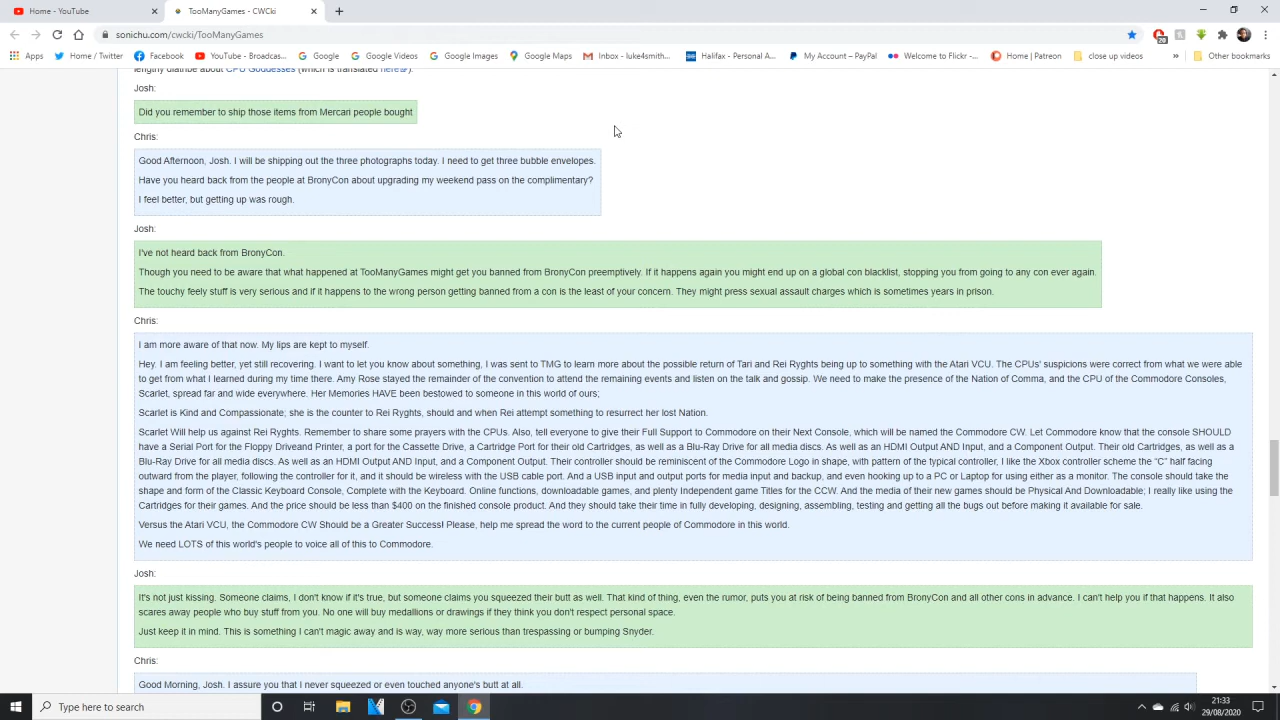 Home - YouTube
TooManyGames - CWCki
sonichu.com/cwcki/TooManyGames
Apps
Home / Twitter
Facebook
YouTube - Broadcas...
Google
Google Videos
Google Images
Google Maps
Inbox - luke4smith...
Halifax - Personal A...
My Account – PayPal
Welcome to Flickr -...
Home | Patreon
close up videos
»
Other bookmarks
lengthy diatribe about CPU Goddesses (which is translated here).
Josh:
Did you remember to ship those items from Mercari people bought
Chris:
Good Afternoon, Josh. I will be shipping out the three photographs today. I need to get three bubble envelopes.
Have you heard back from the people at BronyCon about upgrading my weekend pass on the complimentary?
I feel better, but getting up was rough.
Josh:
I've not heard back from BronyCon.
Though you need to be aware that what happened at TooManyGames might get you banned from BronyCon preemptively. If it happens again you might end up on a global con blacklist, stopping you from going to any con ever again.
The touchy feely stuff is very serious and if it happens to the wrong person getting banned from a con is the least of your concern. They might press sexual assault charges which is sometimes years in prison.
Chris:
I am more aware of that now. My lips are kept to myself.
Hey. I am feeling better, yet still recovering. I want to let you know about something, I was sent to TMG to learn more about the possible return of Tari and Rei Ryghts being up to something with the Atari VCU. The CPUs' suspicions were correct from what we were able
to get from what I learned during my time there. Amy Rose stayed the remainder of the convention to attend the remaining events and listen on the talk and gossip. We need to make the presence of the Nation of Comma, and the CPU of the Commodore Consoles,
Scarlet, spread far and wide everywhere. Her Memories HAVE been bestowed to someone in this world of ours;
Scarlet is Kind and Compassionate; she is the counter to Rei Ryghts, should and when Rei attempt something to resurrect her lost Nation.
Scarlet Will help us against Rei Ryghts. Remember to share some prayers with the CPUs. Also, tell everyone to give their Full Support to Commodore on their Next Console, which will be named the Commodore CW. Let Commodore know that the console SHOULD
have a Serial Port for the Floppy Driveand Printer, a port for the Cassette Drive, a Cartridge Port for their old Cartridges, as well as a Blu-Ray Drive for all media discs. As well as an HDMI Output AND Input, and a Component Output. Their old Cartridges, as well as a
Blu-Ray Drive for all media discs. As well as an HDMI Output AND Input, and a Component Output. Their controller should be reminiscent of the Commodore Logo in shape, with pattern of the typical controller, I like the Xbox controller scheme the “C” half facing
outward from the player, following the controller for it, and it should be wireless with the USB cable port. And a USB input and output ports for media input and backup, and even hooking up to a PC or Laptop for using either as a monitor. The console should take the
shape and form of the Classic Keyboard Console, Complete with the Keyboard. Online functions, downloadable games, and plenty Independent game Titles for the CCW. And the media of their new games should be Physical And Downloadable; I really like using the
Cartridges for their games. And the price should be less than $400 on the finished console product. And they should take their time in fully developing, designing, assembling, testing and getting all the bugs out before making it available for sale.
Versus the Atari VCU, the Commodore CW Should be a Greater Success! Please, help me spread the word to the current people of Commodore in this world.
We need LOTS of this world's people to voice all of this to Commodore.
Josh:
It's not just kissing. Someone claims, I don't know if it's true, but someone claims you squeezed their butt as well. That kind of thing, even the rumor, puts you at risk of being banned from BronyCon and all other cons in advance. I can't help you if that happens. It also
scares away people who buy stuff from you. No one will buy medallions or drawings if they think you don't respect personal space.
Just keep it in mind. This is something I can't magic away and is way, way more serious than trespassing or bumping Snyder.
Chris:
Good Morning, Josh. I assure you that I never squeezed or even touched anyone's butt at all.
Type here to search
21:33
29/08/2020